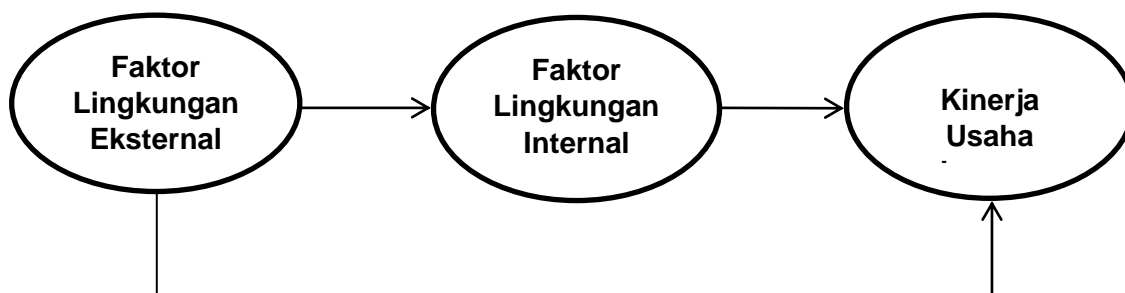 Faktor
Lingkungan
Eksternal
Faktor
Lingkungan
Internal
Kinerja
Usaha